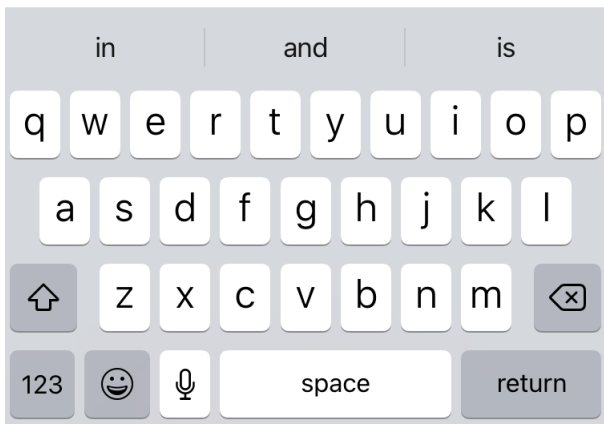 in and is
q w e r t y u i o p
a s d f g h j k l
z x c v b n m
123 space return